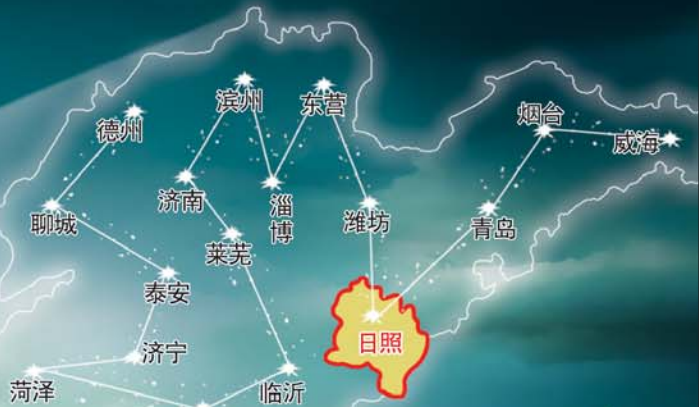 滨州
东营
德州
烟台
威海
济南
淄博
潍坊
聊城
青岛
莱芜
泰安
日照
济宁
菏泽
临沂